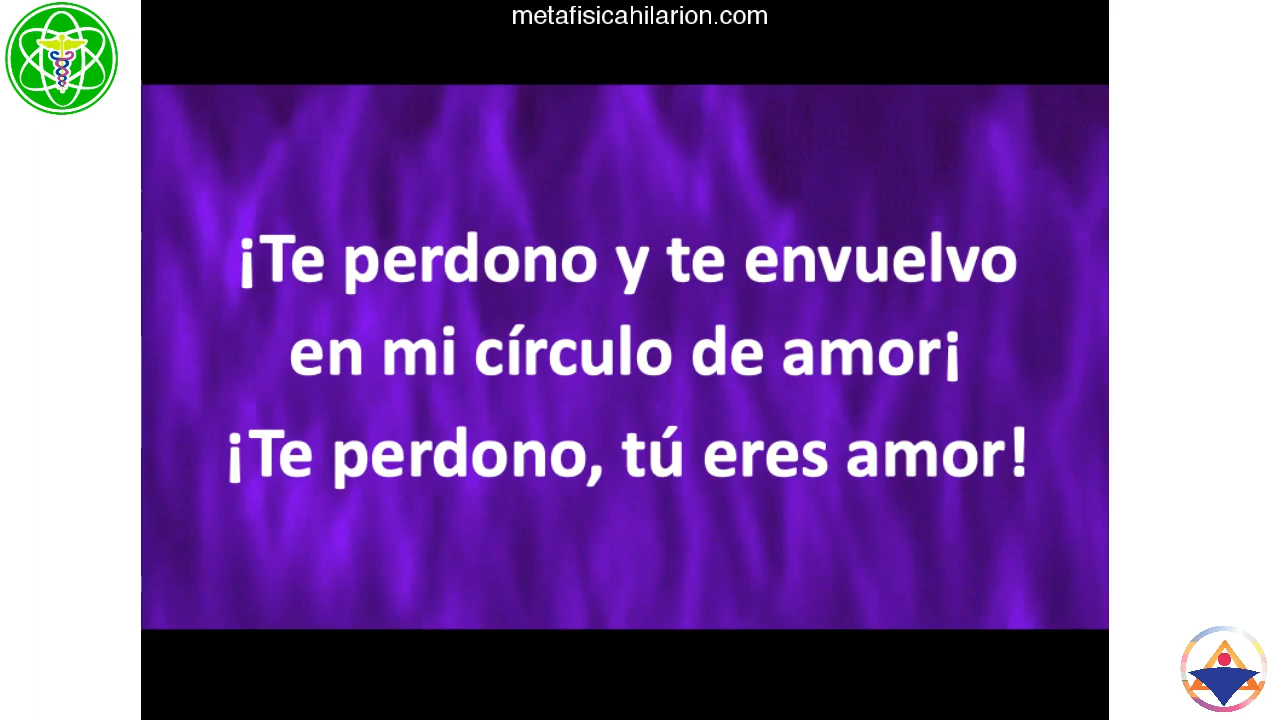 metafisicahilarion.com
¡Te perdono y te envuelvo
en mi círculo de amor¡
¡Te perdono, tú eres amor!